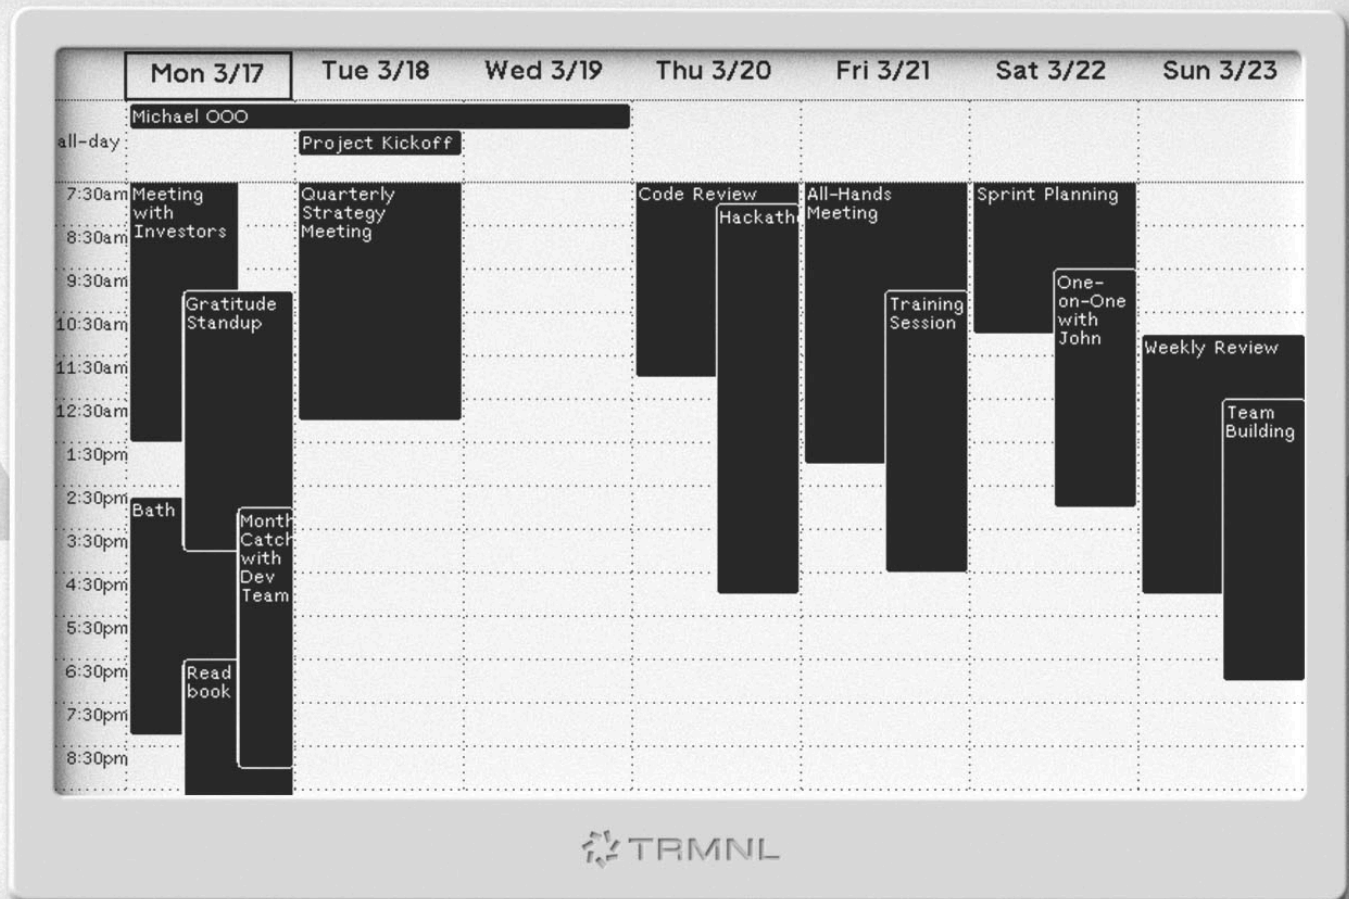 Mon 3/17
Tue 3/18
Wed 3/19
Thu 3/20
Fri 3/21
Sat 3/22
Sun 3/23
all-day
Michael OOO
Project Kickoff
7:30am
8:30am
9:30am
10:30am
11:30am
12:30am
1:30pm
2:30pm
3:30pm
4:30pm
5:30pm
6:30pm
7:30pm
8:30pm
Meeting
with
Investors
Gratitude
Standup
Bath
Month
Catch
with
Dev
Team
Read
book
Quarterly
Strategy
Meeting
Code Review
Hackath
All-Hands
Meeting
Training
Session
Sprint Planning
One-
on-One
with
John
Weekly Review
Team
Building
TRMNL